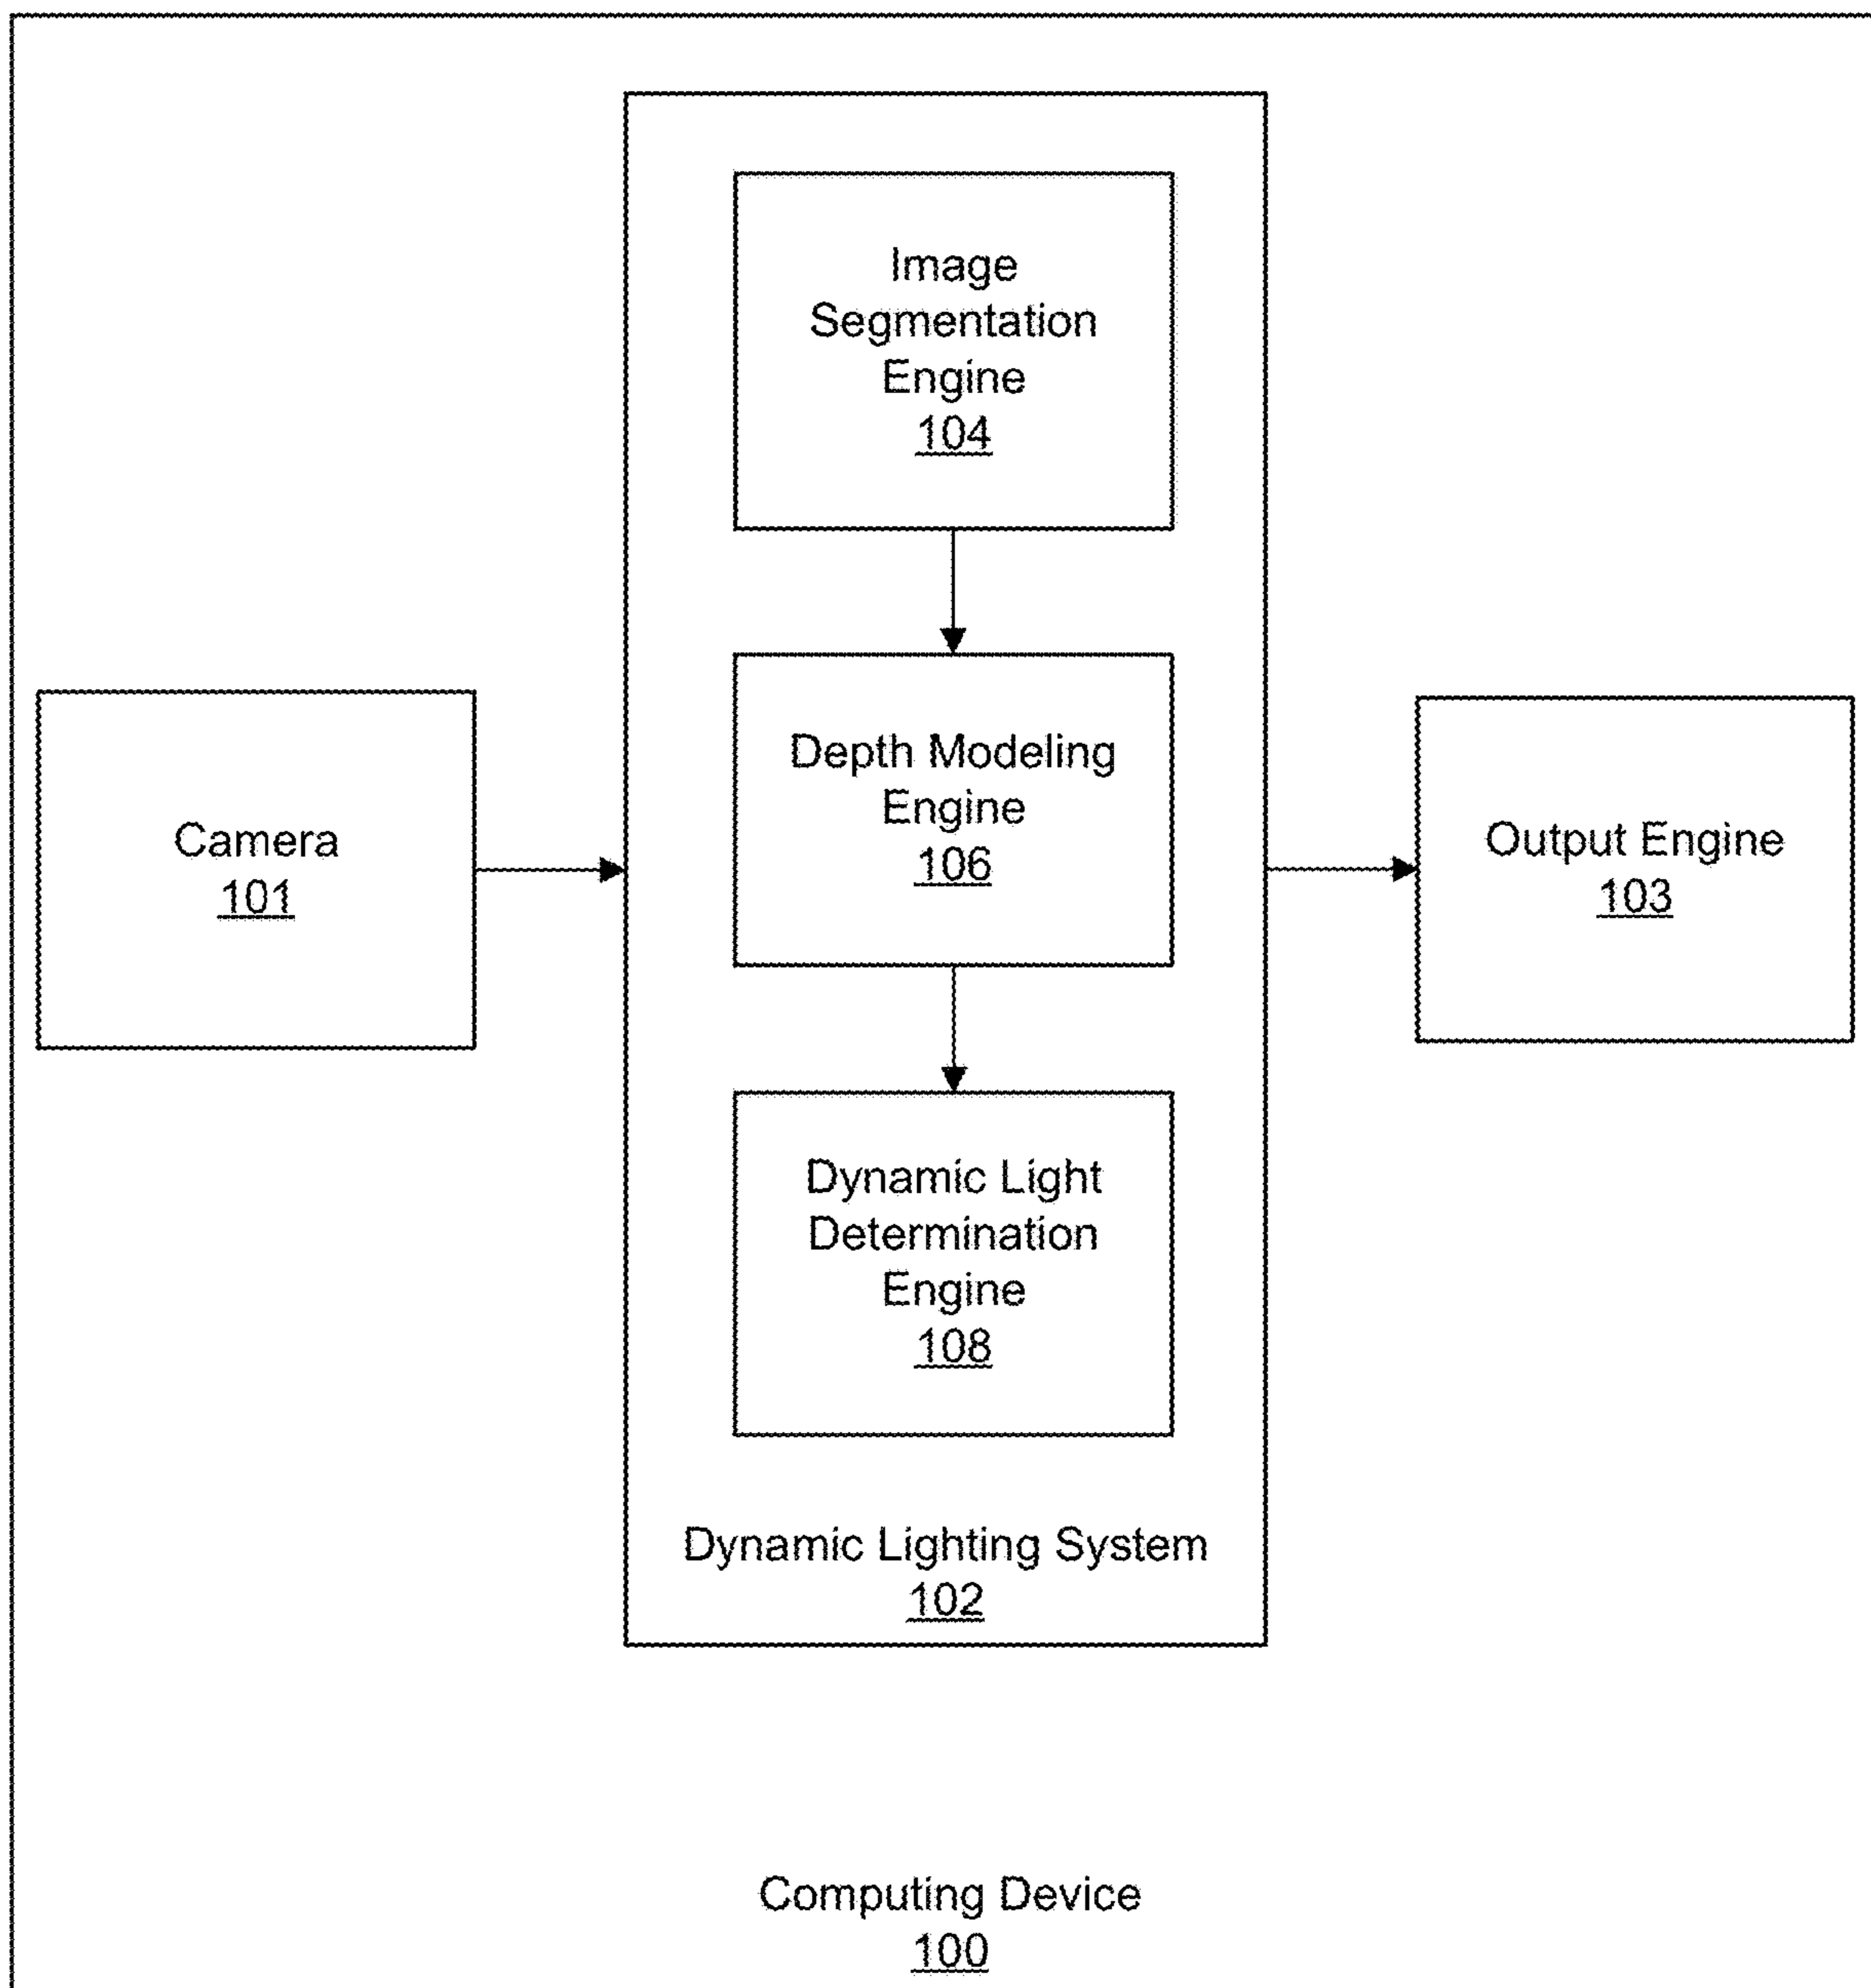 Image
Segmentation
Engine
104
Depth Modeling
Engine
106
Camera
101
Output Engine
103
Dynamic Light
Determination
Engine
108
Dynamic Lighting System
102
Computing Device
100